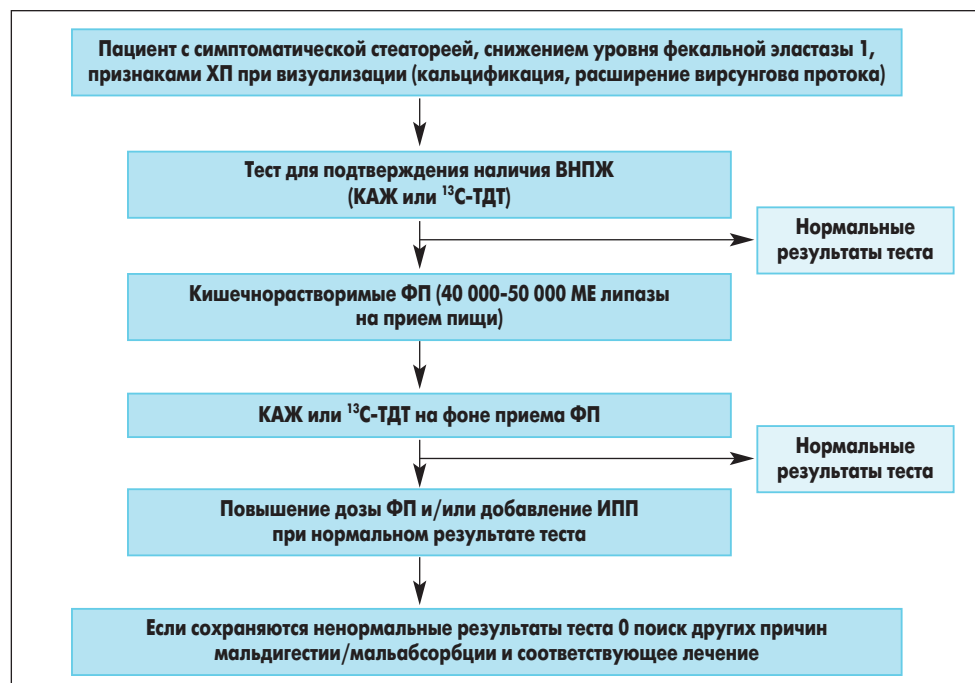 Пациент с симптоматической стеатореей, снижением уровня фекальной эластазы 1,
признаками ХП при визуализации (кальцификация, расширение вирсунгова протока)
Тест для подтверждения наличия ВНПЖ
(КАЖ или ¹³С-ТДТ)
Нормальные
результаты теста
Кишечнорастворимые ФП (40 000-50 000 МЕ липазы
на прием пищи)
КАЖ или ¹³С-ТДТ на фоне приема ФП
Нормальные
результаты теста
Повышение дозы ФП и/или добавление ИПП
при нормальном результате теста
Если сохраняются ненормальные результаты теста 0 поиск других причин
мальдигестии/мальабсорбции и соответствующее лечение